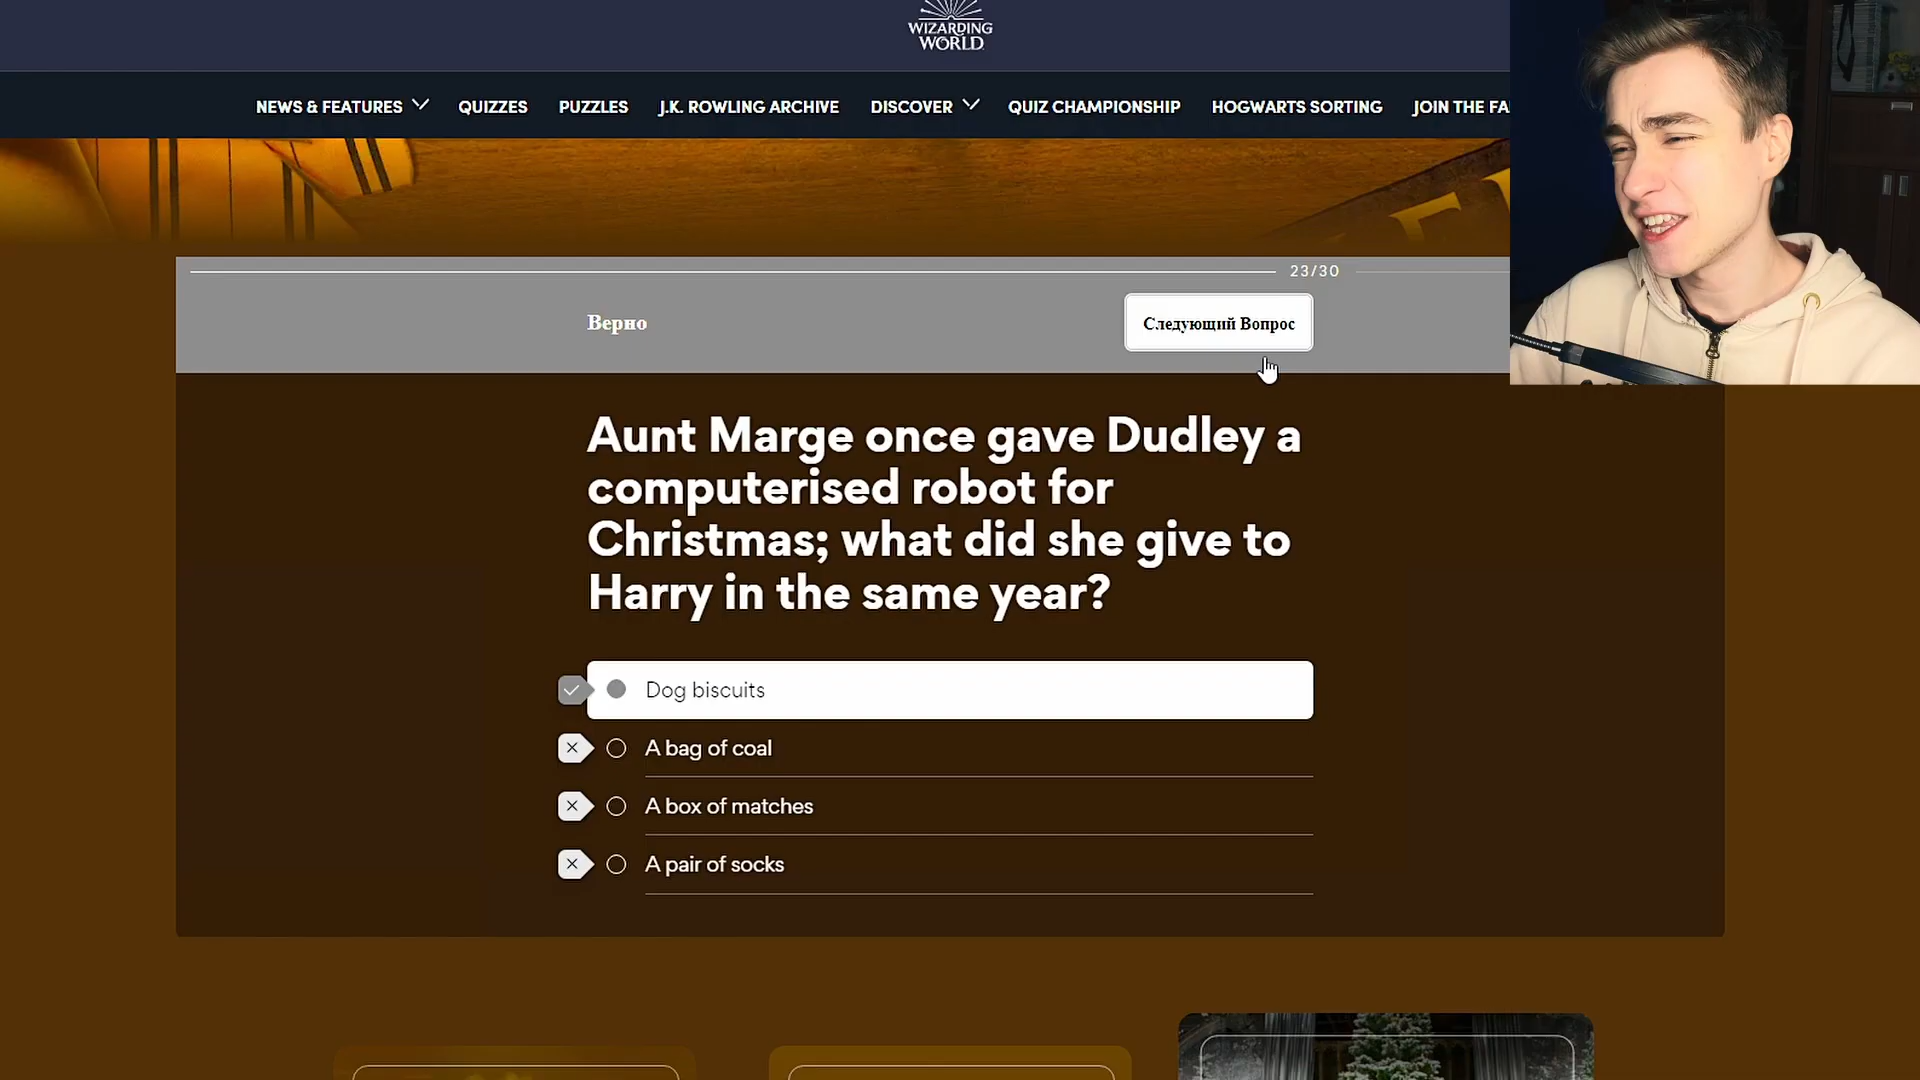 WIZARDING
WORLD
NEWS & FEATURES QUIZZES PUZZLES J.K. ROWLING ARCHIVE DISCOVER QUIZ CHAMPIONSHIP HOGWARTS SORTING JOIN THE FA
23/30
Верно
Следующий Вопрос
Aunt Marge once gave Dudley a
computerised robot for
Christmas; what did she give to
Harry in the same year?
Dog biscuits
A bag of coal
A box of matches
A pair of socks